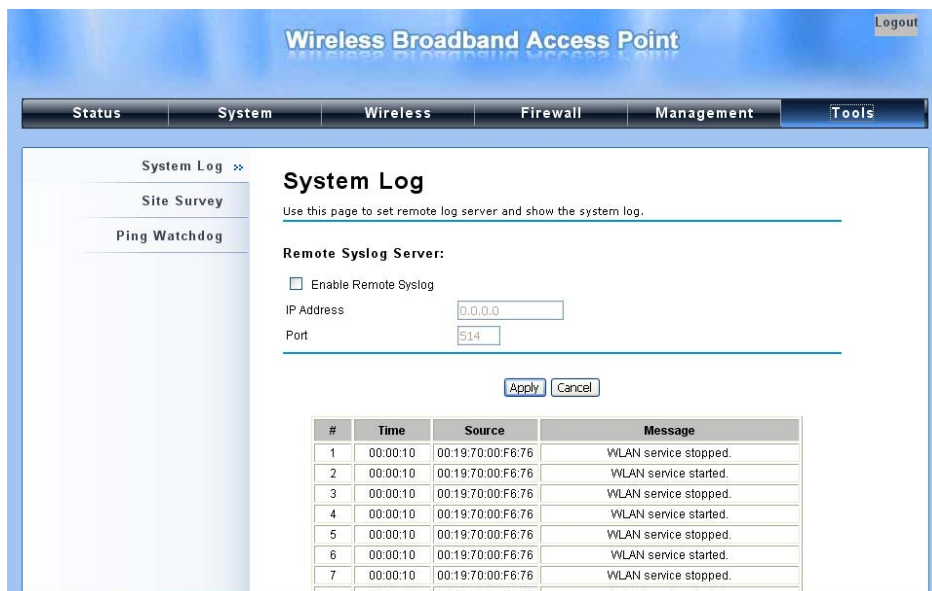 Logout
Wireless Broadband Access Point
Status System Wireless Firewall Management Tools
System Log »
Site Survey
Ping Watchdog
System Log
Use this page to set remote log server and show the system log.
Remote Syslog Server:
Enable Remote Syslog
IP Address 0.0.0.0
Port 514
Apply Cancel
# Time Source Message
1 00:00:10 00:19:70:00:F6:76 WLAN service stopped.
2 00:00:10 00:19:70:00:F6:76 WLAN service started.
3 00:00:10 00:19:70:00:F6:76 WLAN service stopped.
4 00:00:10 00:19:70:00:F6:76 WLAN service started.
5 00:00:10 00:19:70:00:F6:76 WLAN service stopped.
6 00:00:10 00:19:70:00:F6:76 WLAN service started.
7 00:00:10 00:19:70:00:F6:76 WLAN service stopped.